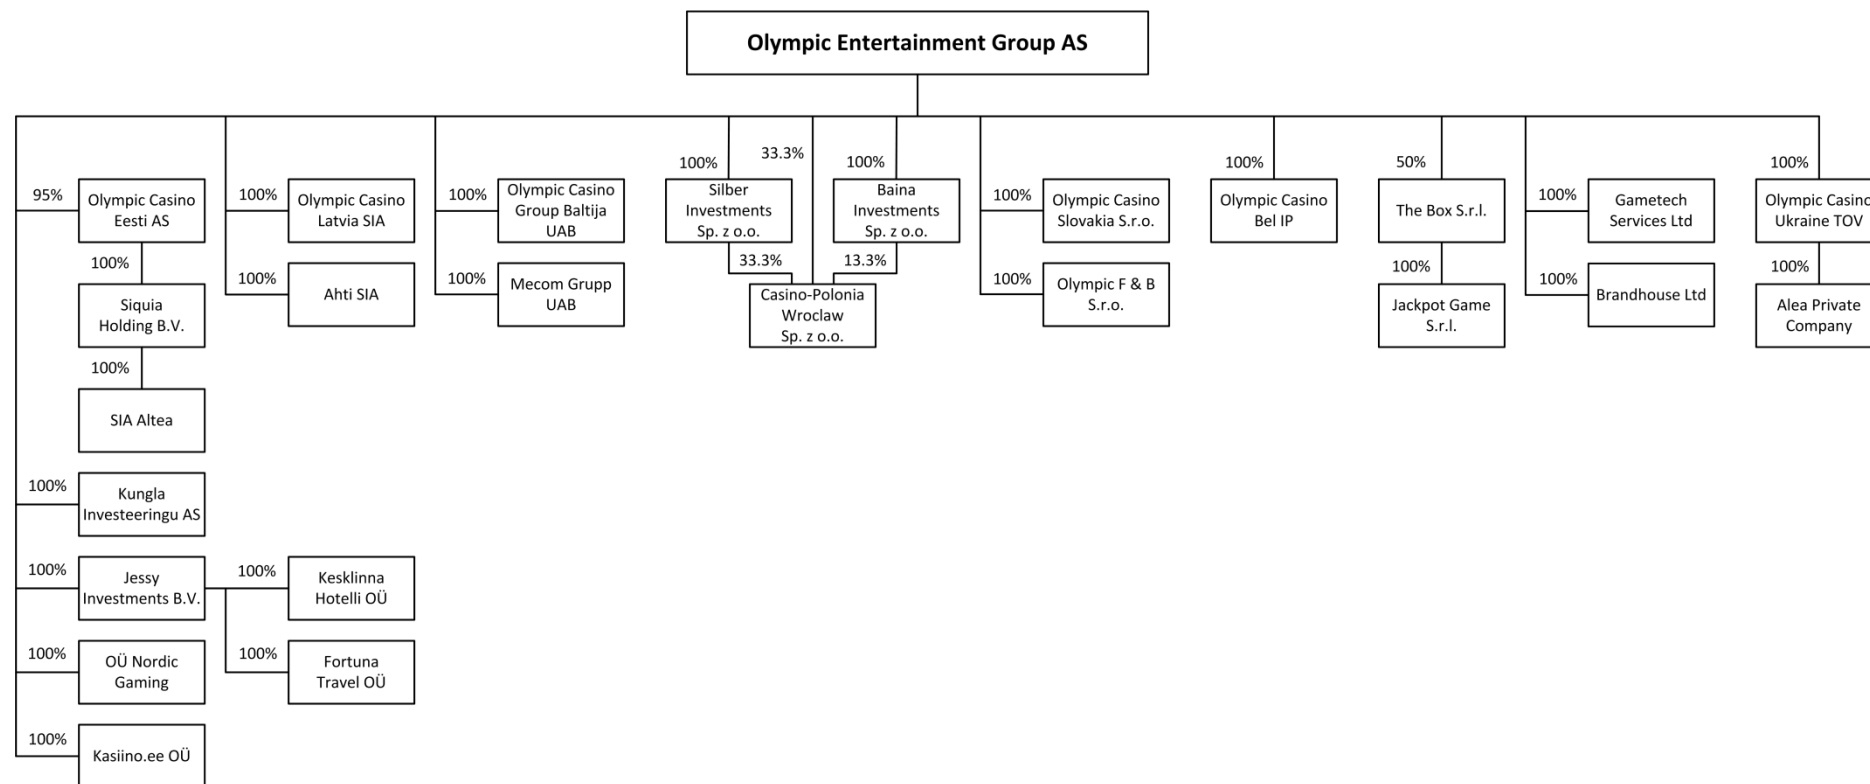 Olympic Entertainment Group AS
95%
Olympic Casino
Eesti AS
100%
Siquia
Holding B.V.
100%
SIA Altea
100%
Kungla
Investeeringu AS
100%
Jessy
Investments B.V.
100%
Kesklinna
Hotelli OÜ
100%
Fortuna
Travel OÜ
100%
OÜ Nordic
Gaming
100%
Kasiino.ee OÜ
100%
Olympic Casino
Latvia SIA
100%
Ahti SIA
100%
Olympic Casino
Group Baltija
UAB
100%
Mecom Grupp
UAB
100%
Silber
Investments
Sp. z o.o.
33.3%
33.3%
100%
Baina
Investments
Sp. z o.o.
13.3%
Casino-Polonia
Wroclaw
Sp. z o.o.
100%
Olympic Casino
Slovakia S.r.o.
100%
Olympic F & B
S.r.o.
100%
Olympic Casino
Bel IP
50%
The Box S.r.l.
100%
Jackpot Game
S.r.l.
100%
Gametech
Services Ltd
100%
Brandhouse Ltd
100%
Olympic Casino
Ukraine TOV
100%
Alea Private
Company